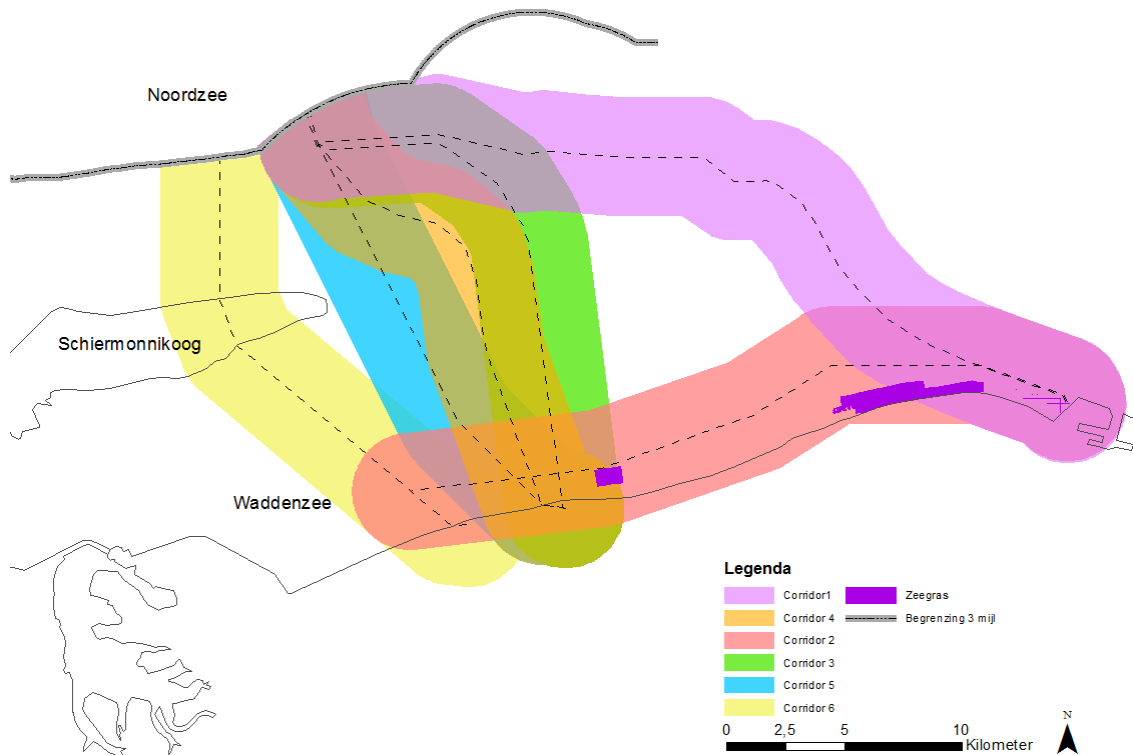 Noordzee
Schiermonnikoog
Waddenzee
Legenda
Corridor1
Zeegras
Corridor 4
Begrenzing 3 mijl
Corridor 2
Corridor 3
Corridor 5
Corridor 6
N
0 2,5 5 10
Kilometer